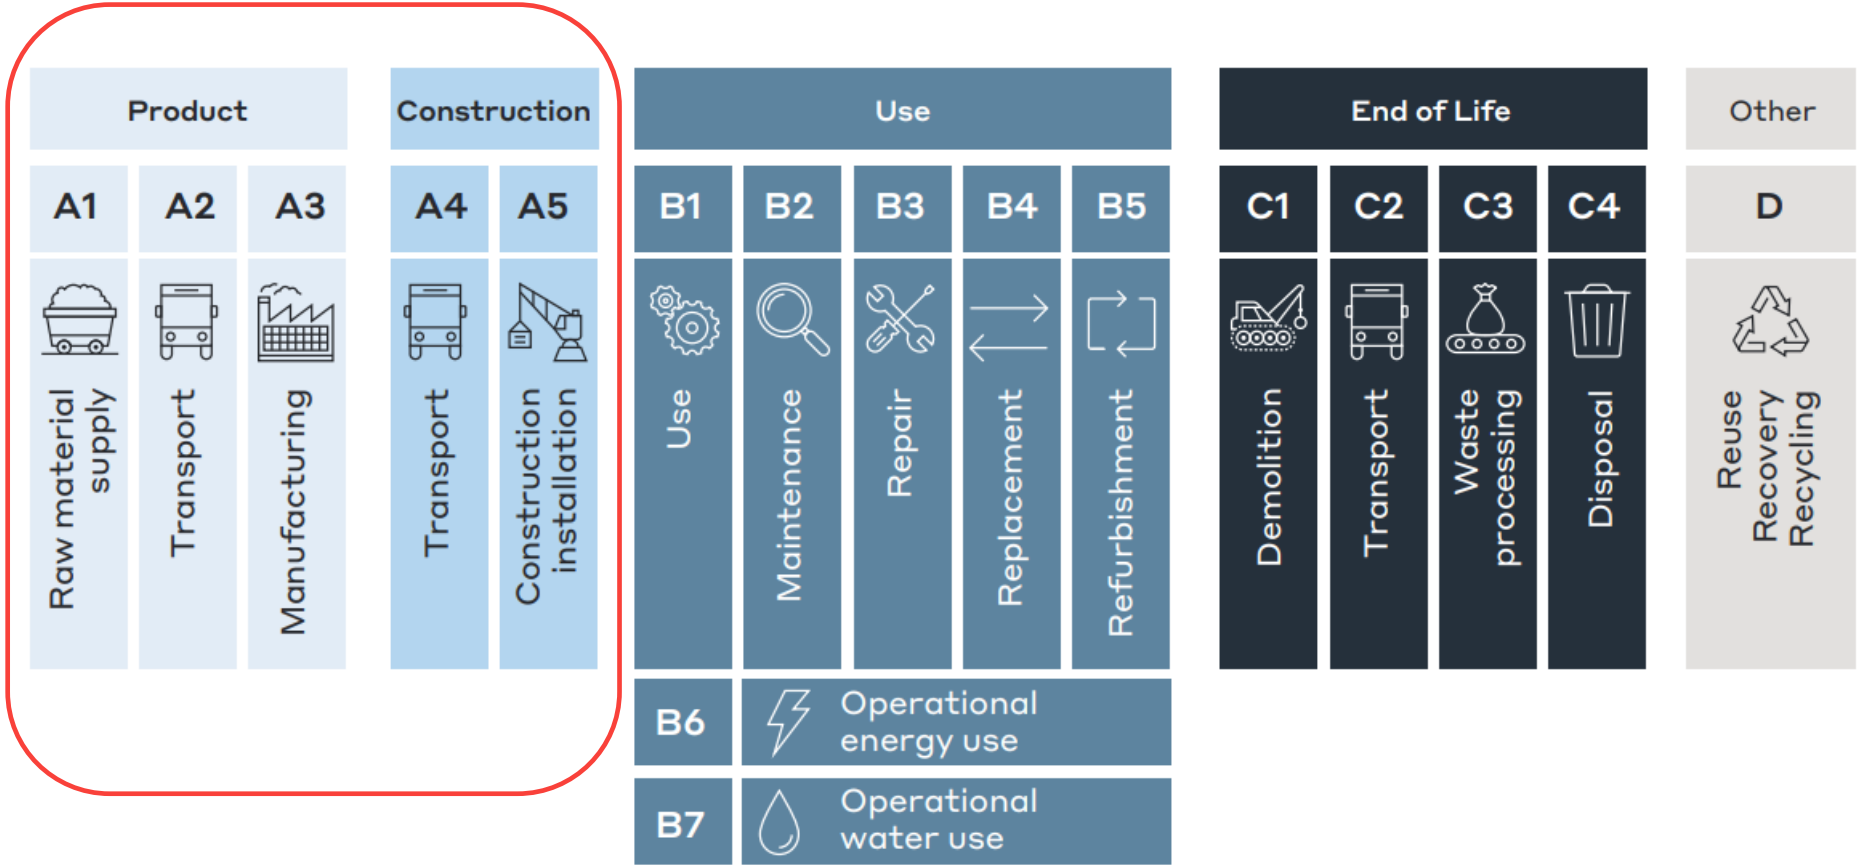 Product
Construction
Use
End of Life
Other
A1
A2
A3
A4
A5
B1
B2
B3
B4
B5
C1
C2
C3
C4
D
Raw material
supply
Transport
Manufacturing
Transport
Construction
installation
Use
Maintenance
Repair
Replacement
Refurbishment
Demolition
Transport
Waste
processing
Disposal
Reuse
Recovery
Recycling
B6
Operational
energy use
B7
Operational
water use